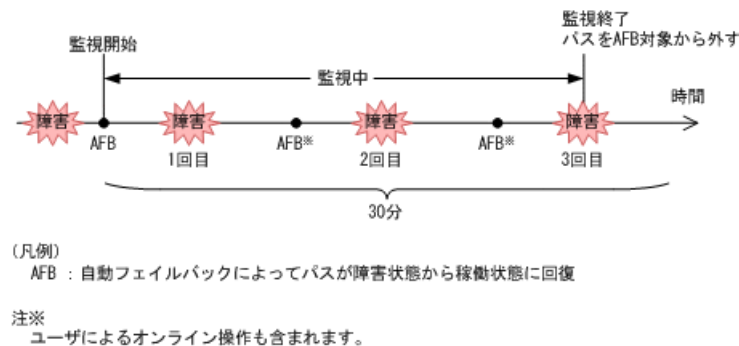 監視終了
パスをAFB対象から外す
監視開始
監視中
時間
障害
障害
障害
障害
AFB
1回目
AFB※
2回目
AFB※
3回目
30分
(凡例)
AFB : 自動フェイルバックによってパスが障害状態から稼働状態に回復
注※
ユーザによるオンライン操作も含まれます。